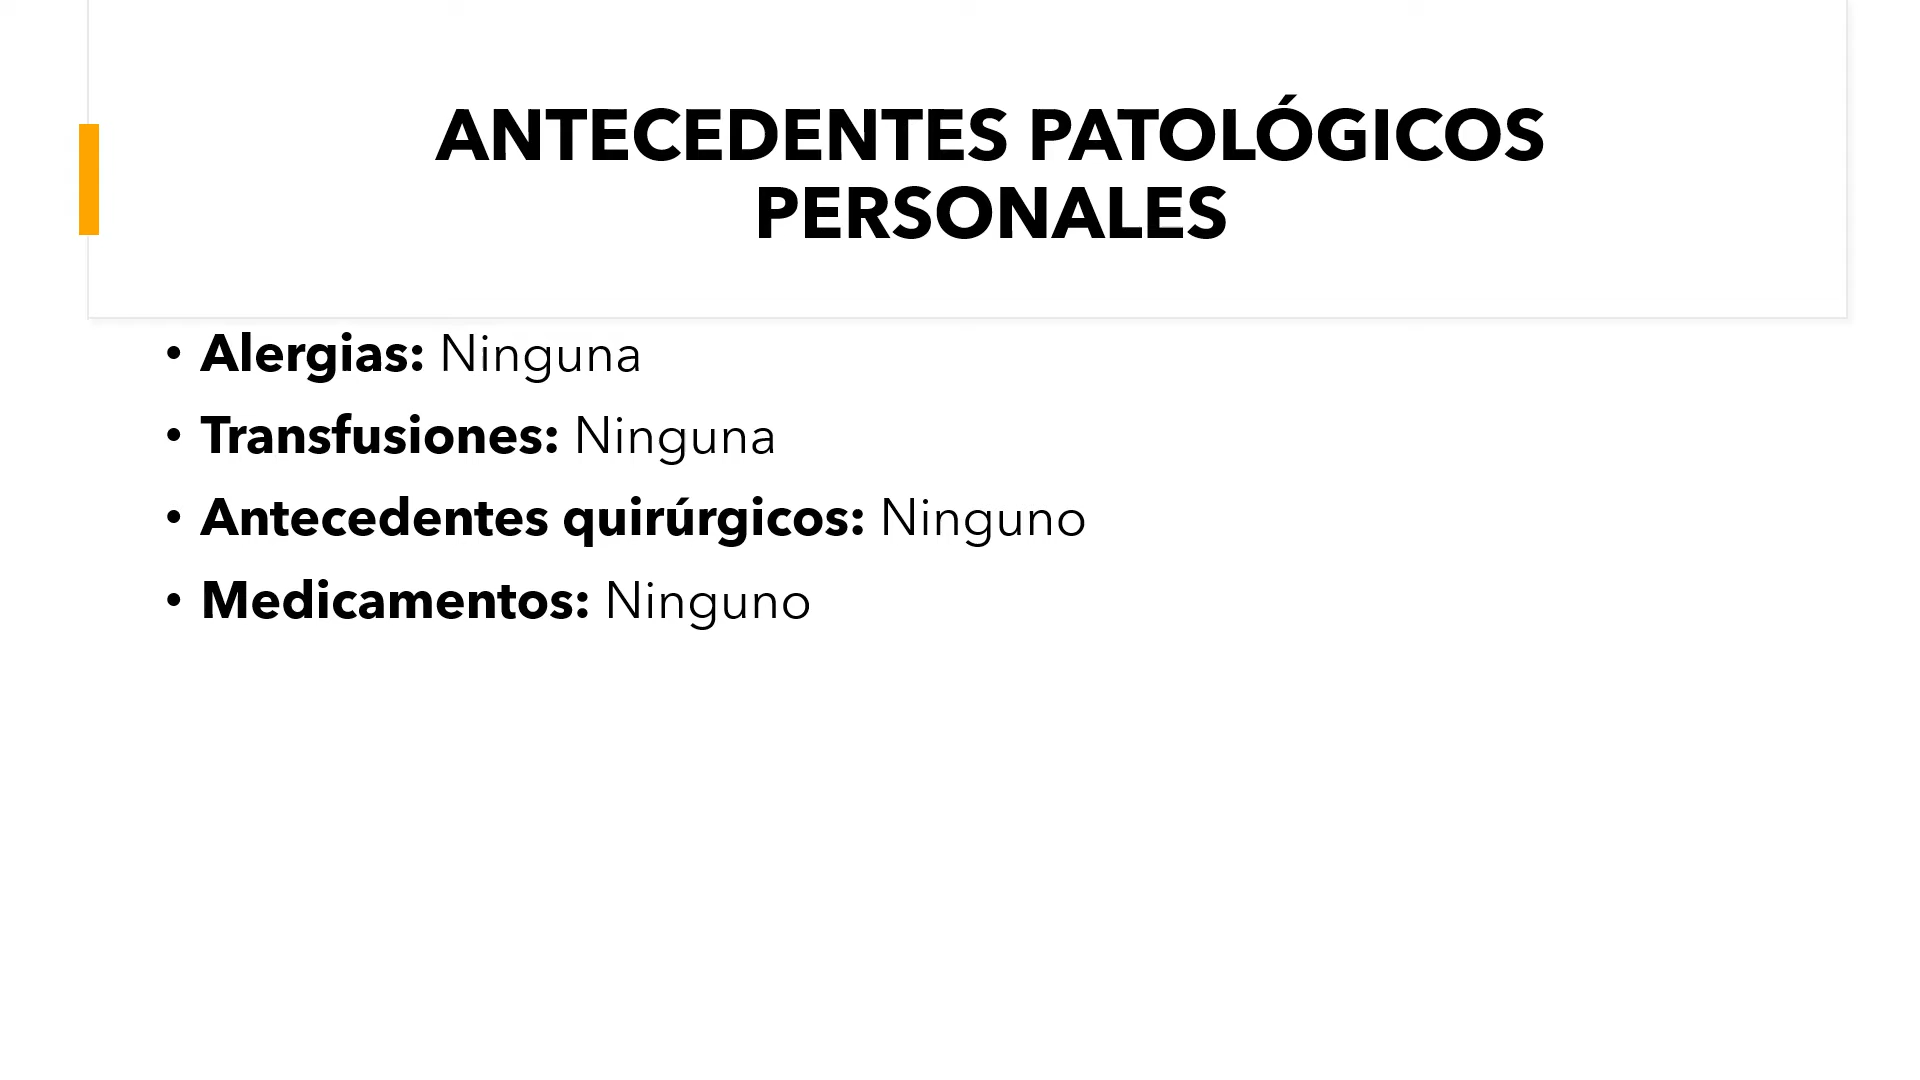 ANTECEDENTES PATOLÓGICOS
PERSONALES
• Alergias: Ninguna
• Transfusiones: Ninguna
• Antecedentes quirúrgicos: Ninguno
• Medicamentos: Ninguno